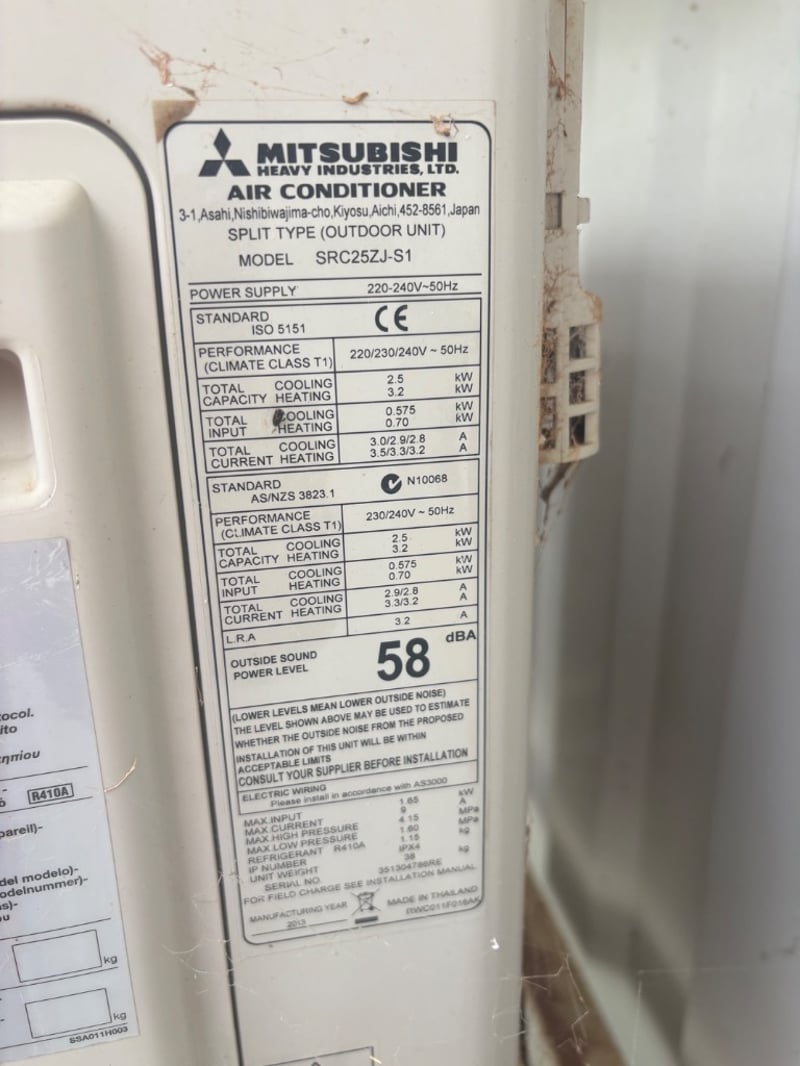 MITSUBISHI
HEAVY INDUSTRIES, LTD.
AIR CONDITIONER
3-1,Asahi,Nishibiwajima-cho,Kiyosu,Aichi,452-8561,Japan
SPLIT TYPE (OUTDOOR UNIT)
MODEL SRC25ZJ-S1
POWER SUPPLY 220-240V~50Hz
STANDARD
ISO 5151 CE
PERFORMANCE
(CLIMATE CLASS T1) 220/230/240V ~ 50Hz
TOTAL COOLING 2.5 kW
CAPACITY HEATING 3.2 kW
TOTAL COOLING 0.575 kW
INPUT HEATING 0.70 kW
TOTAL COOLING 3.0/2.9/2.8 A
CURRENT HEATING 3.5/3.3/3.2 A
STANDARD
AS/NZS 3823.1 N10068
PERFORMANCE
(CLIMATE CLASS T1) 230/240V ~ 50Hz
TOTAL COOLING 2.5 kW
CAPACITY HEATING 3.2 kW
TOTAL COOLING 0.575 kW
INPUT HEATING 0.70 kW
TOTAL COOLING 2.9/2.8 A
CURRENT HEATING 3.3/3.2 A
L.R.A 3.2 A
OUTSIDE SOUND
POWER LEVEL 58 dBA
(LOWER LEVELS MEAN LOWER OUTSIDE NOISE)
THE LEVEL SHOWN ABOVE MAY BE USED TO ESTIMATE
WHETHER THE OUTSIDE NOISE FROM THE PROPOSED
INSTALLATION OF THIS UNIT WILL BE WITHIN
ACCEPTABLE LIMITS
CONSULT YOUR SUPPLIER BEFORE INSTALLATION
ELECTRIC WIRING
Please install in accordance with AS3000
MAX.INPUT 1.65 kW
MAX.CURRENT 9 A
MAX.HIGH PRESSURE 4.15 MPa
MAX.LOW PRESSURE 1.60 MPa
REFRIGERANT R410A 1.15 kg
IP NUMBER IPX4
UNIT WEIGHT 38 kg
SERIAL NO. 351304786RE
FOR FIELD CHARGE SEE INSTALLATION MANUAL
MANUFACTURING YEAR MADE IN THAILAND
2013 RWC011F016AK
ocol.
ito
τηπίου
R410A
pareil)-
del modelo)-
odelnummer)-
s)-
ου
kg
kg
SSA011H003